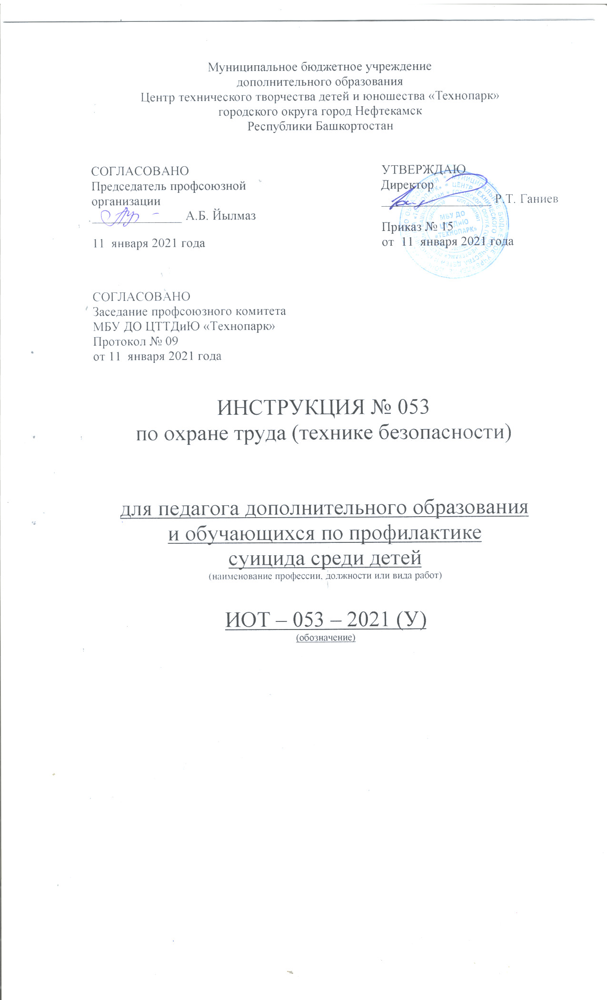 Муниципальное бюджетное учреждение
дополнительного образования
Центр технического творчества детей и юношества «Технопарк»
городского округа город Нефтекамск
Республики Башкортостан
СОГЛАСОВАНО
Председатель профсоюзной
организации
А.Б. Йылмаз
11 января 2021 года
УТВЕРЖДАЮ
Директор
Р.Т. Ганиев
Приказ № 15
от 11 января 2021 года
МБУ ДО
ЦТТДиЮ
«ТЕХНОПАРК»
СОГЛАСОВАНО
Заседание профсоюзного комитета
МБУ ДО ЦТТДиЮ «Технопарк»
Протокол № 09
от 11 января 2021 года
ИНСТРУКЦИЯ № 053
по охране труда (технике безопасности)
для педагога дополнительного образования
и обучающихся по профилактике
суицида среди детей
(наименование профессии, должности или вида работ)
ИОТ – 053 – 2021 (У)
(обозначение)